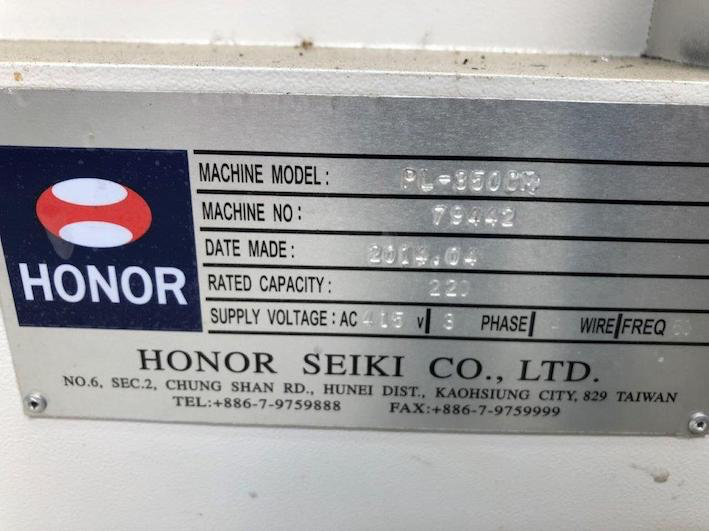 HONOR
MACHINE MODEL:
MACHINE NO: 79442
DATE MADE: 2014.04
RATED CAPACITY: 220
SUPPLY VOLTAGE: AC 415 V 3 PHASE 4 WIRE/FREQ 50
HONOR SEIKI CO., LTD.
NO.6, SEC.2, CHUNG SHAN RD., HUNEI DIST., KAOHSIUNG CITY, 829 TAIWAN
TEL:+886-7-9759888 FAX:+886-7-9759999